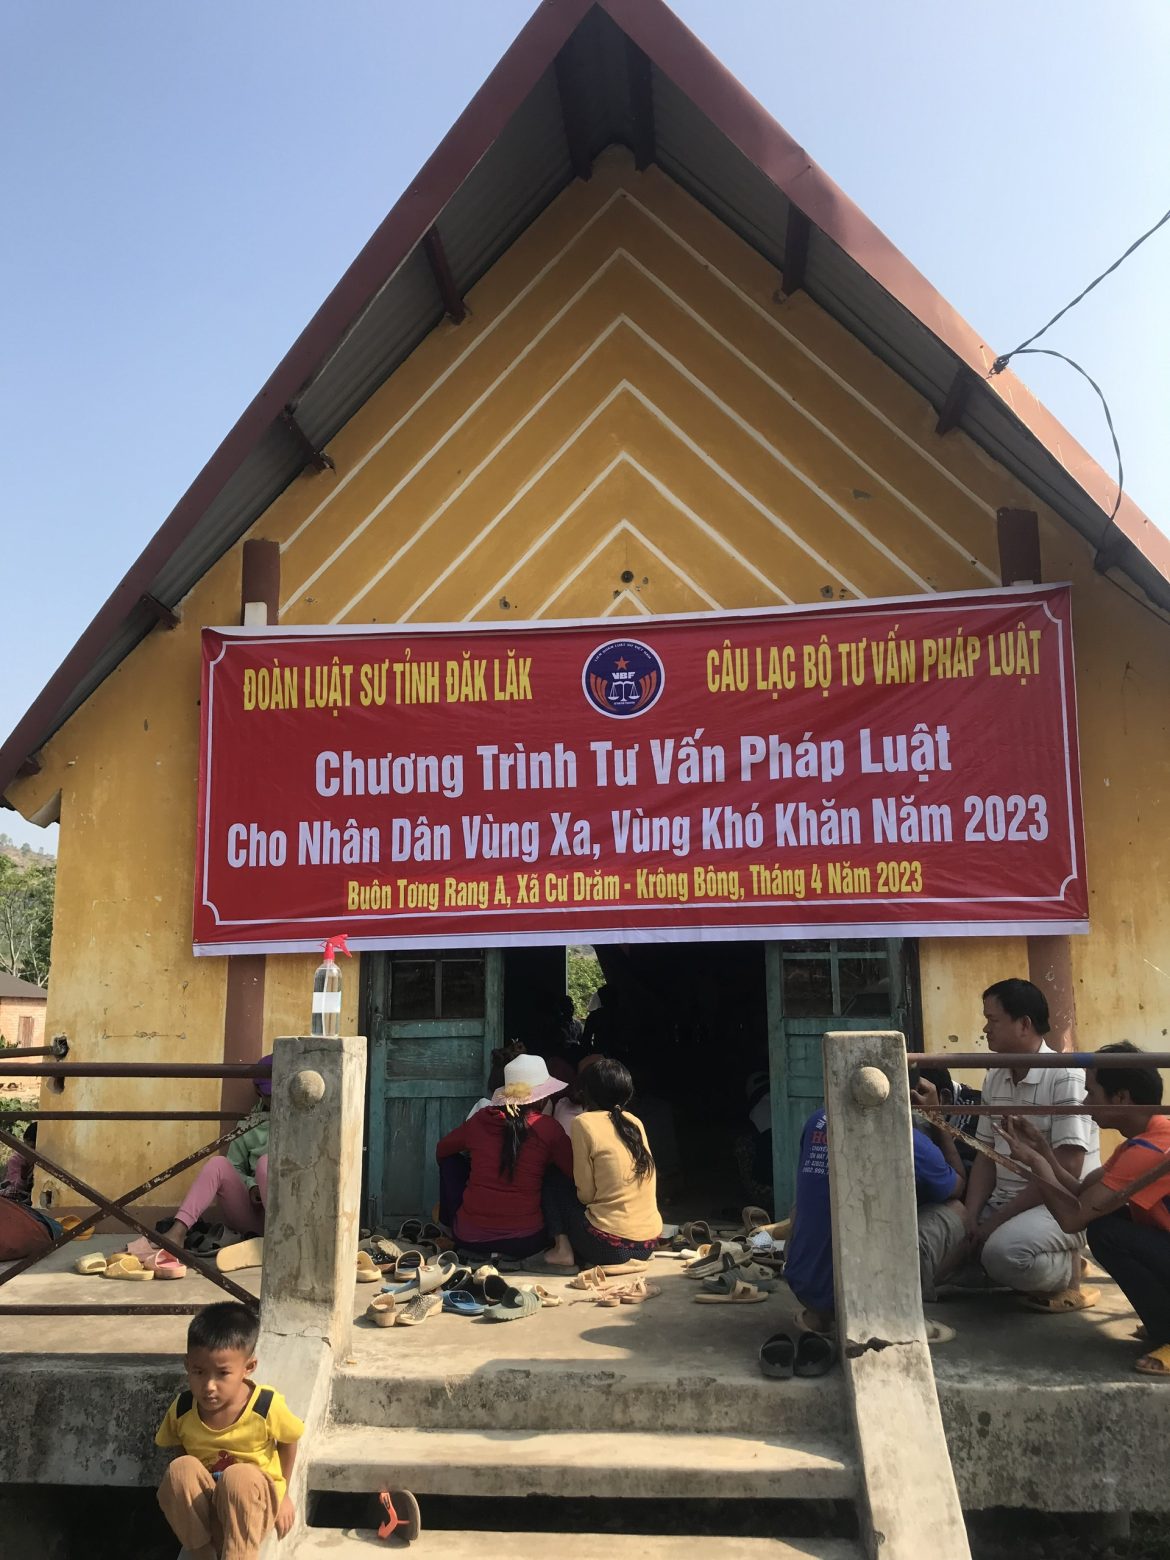 ĐOÀN LUẬT SƯ TỈNH ĐĂK LĂK
VBF
CÂU LẠC BỘ TƯ VẤN PHÁP LUẬT
Chương Trình Tư Vấn Pháp Luật
Cho Nhân Dân Vùng Xa, Vùng Khó Khăn Năm 2023
Buôn Tơng Rang A, Xã Cư Drăm - Krông Bông, Tháng 4 Năm 2023